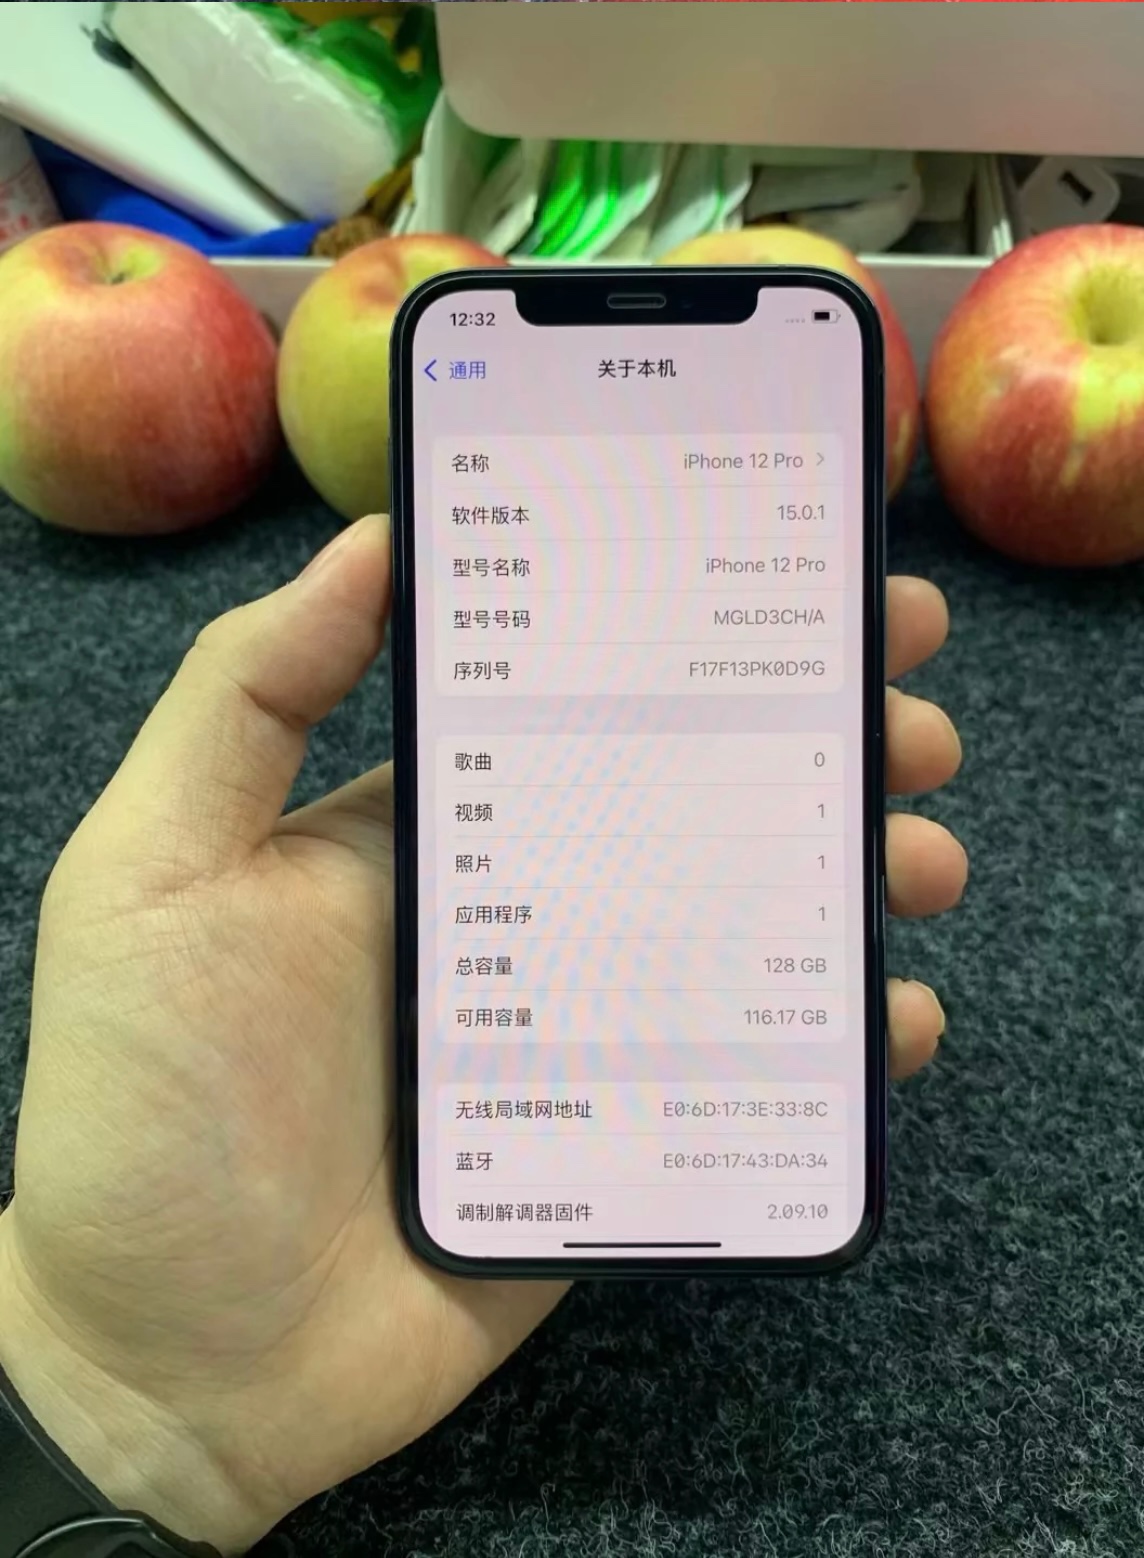 12:32
通用
关于本机
名称 iPhone 12 Pro
软件版本 15.0.1
型号名称 iPhone 12 Pro
型号号码 MGLD3CH/A
序列号 F17F13PK0D9G
歌曲 0
视频 1
照片 1
应用程序 1
总容量 128 GB
可用容量 116.17 GB
无线局域网地址 E0:6D:17:3E:33:8C
蓝牙 E0:6D:17:43:DA:34
调制解调器固件 2.09.10